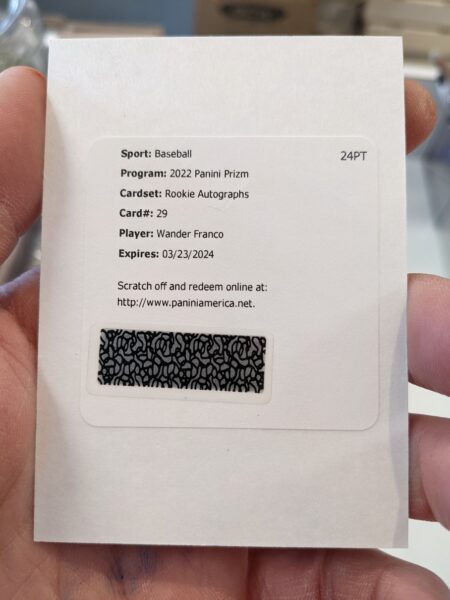 Sport: Baseball
24PT
Program: 2022 Panini Prizm
Cardset: Rookie Autographs
Card#: 29
Player: Wander Franco
Expires: 03/23/2024
Scratch off and redeem online at:
http://www.paniniamerica.net.